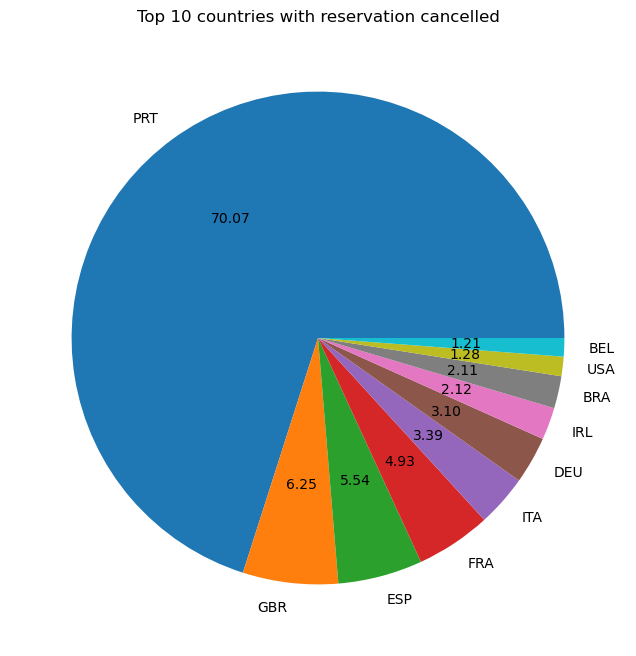 Top 10 countries with reservation cancelled
PRT
70.07
1.21
BEL
1.28
USA
2.11
BRA
2.12
IRL
3.10
DEU
3.39
ITA
4.93
FRA
5.54
ESP
6.25
GBR